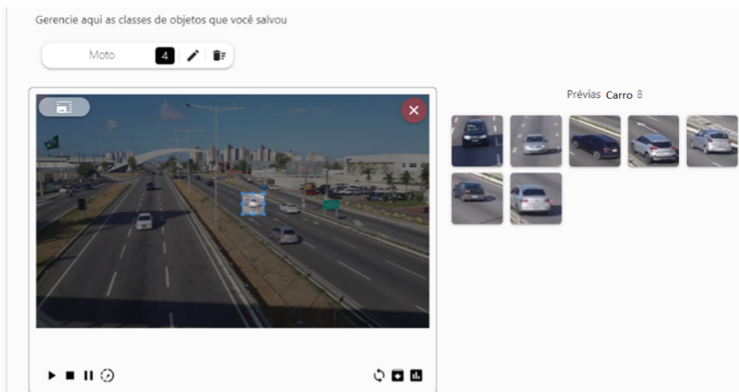 Gerencie aqui as classes de objetos que você salvou
Moto 4
Prévias Carro 8